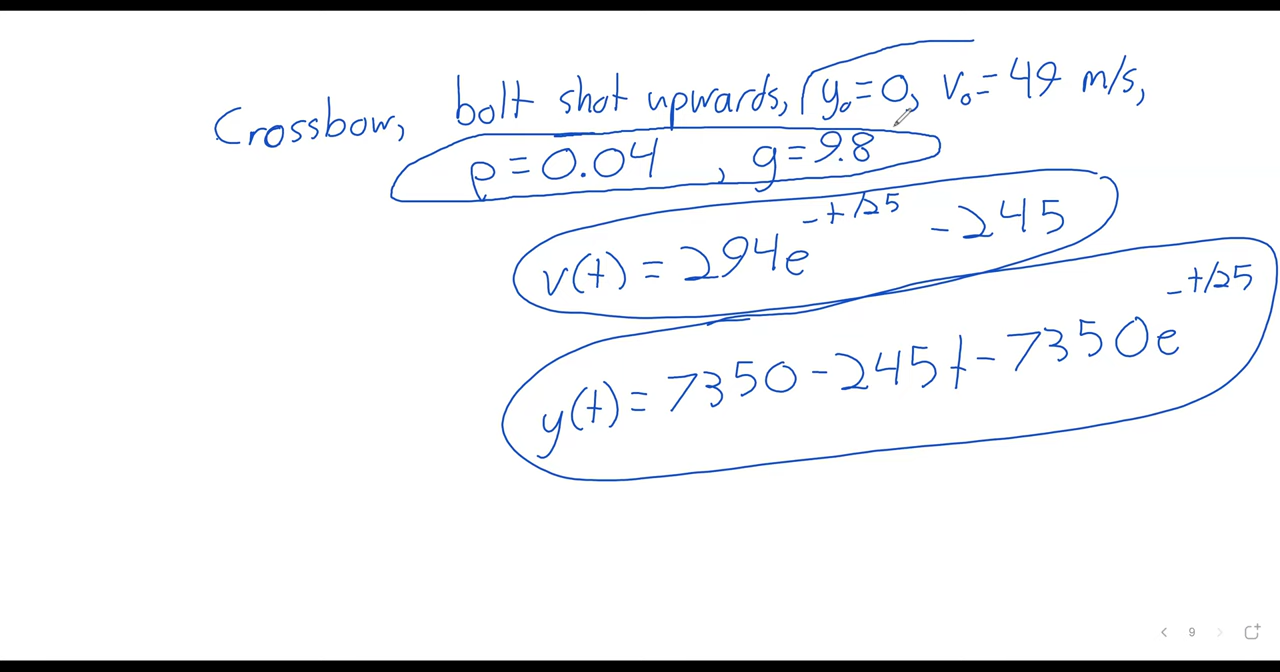 Crossbow, bolt shot upwards, y₀ = 0, v₀ = 49 m/s,
ρ = 0.04 , g = 9.8
v(t) = 294e^(-t/25) - 245
y(t) = 7350 - 245t - 7350e^(-t/25)
9